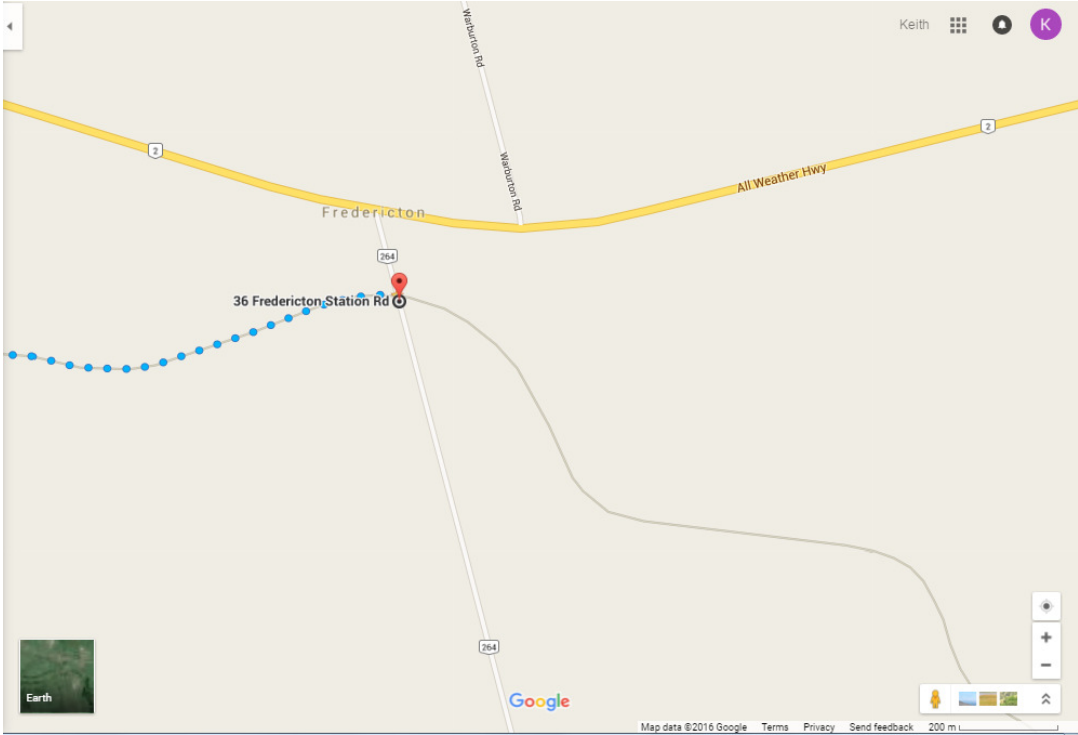 Warburton Rd
Keith
K
2
2
Warburton Rd
All Weather Hwy
Fredericton
264
36 Fredericton Station Rd
264
Earth
Google
Map data ©2016 Google Terms Privacy Send feedback 200 m